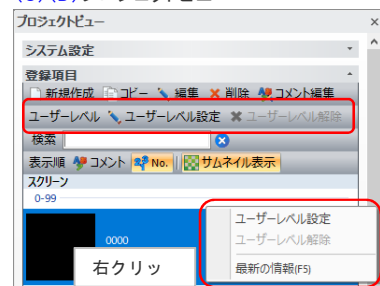 プロジェクトビュー ×
システム設定
登録項目
新規作成 コピー 編集 削除 コメント編集
ユーザーレベル ユーザーレベル設定 ユーザーレベル解除
検索
表示順 コメント No. サムネイル表示
スクリーン
0-99
0000
ユーザーレベル設定
ユーザーレベル解除
最新の情報(F5)
右クリッ